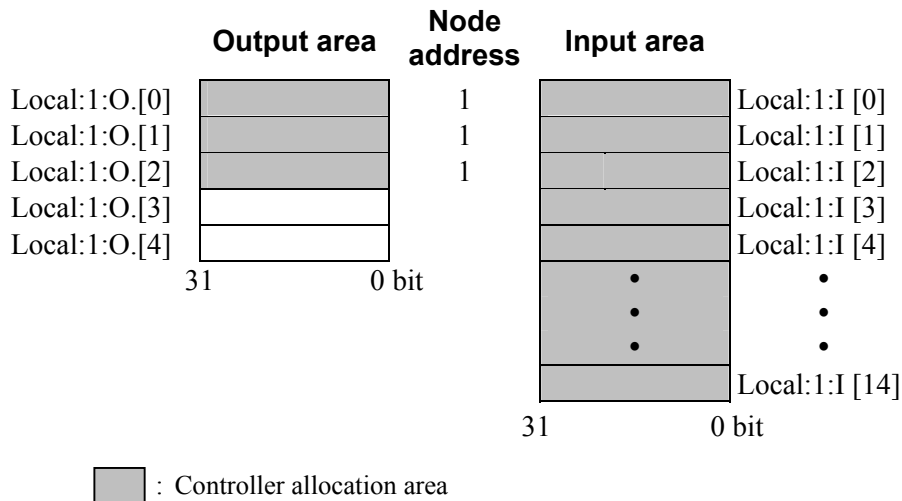 Output area Node address Input area
Local:1:O.[0] 1 Local:1:I [0]
Local:1:O.[1] 1 Local:1:I [1]
Local:1:O.[2] 1 Local:1:I [2]
Local:1:O.[3] Local:1:I [3]
Local:1:O.[4] Local:1:I [4]
31 0 bit
• •
• •
• •
Local:1:I [14]
31 0 bit
: Controller allocation area